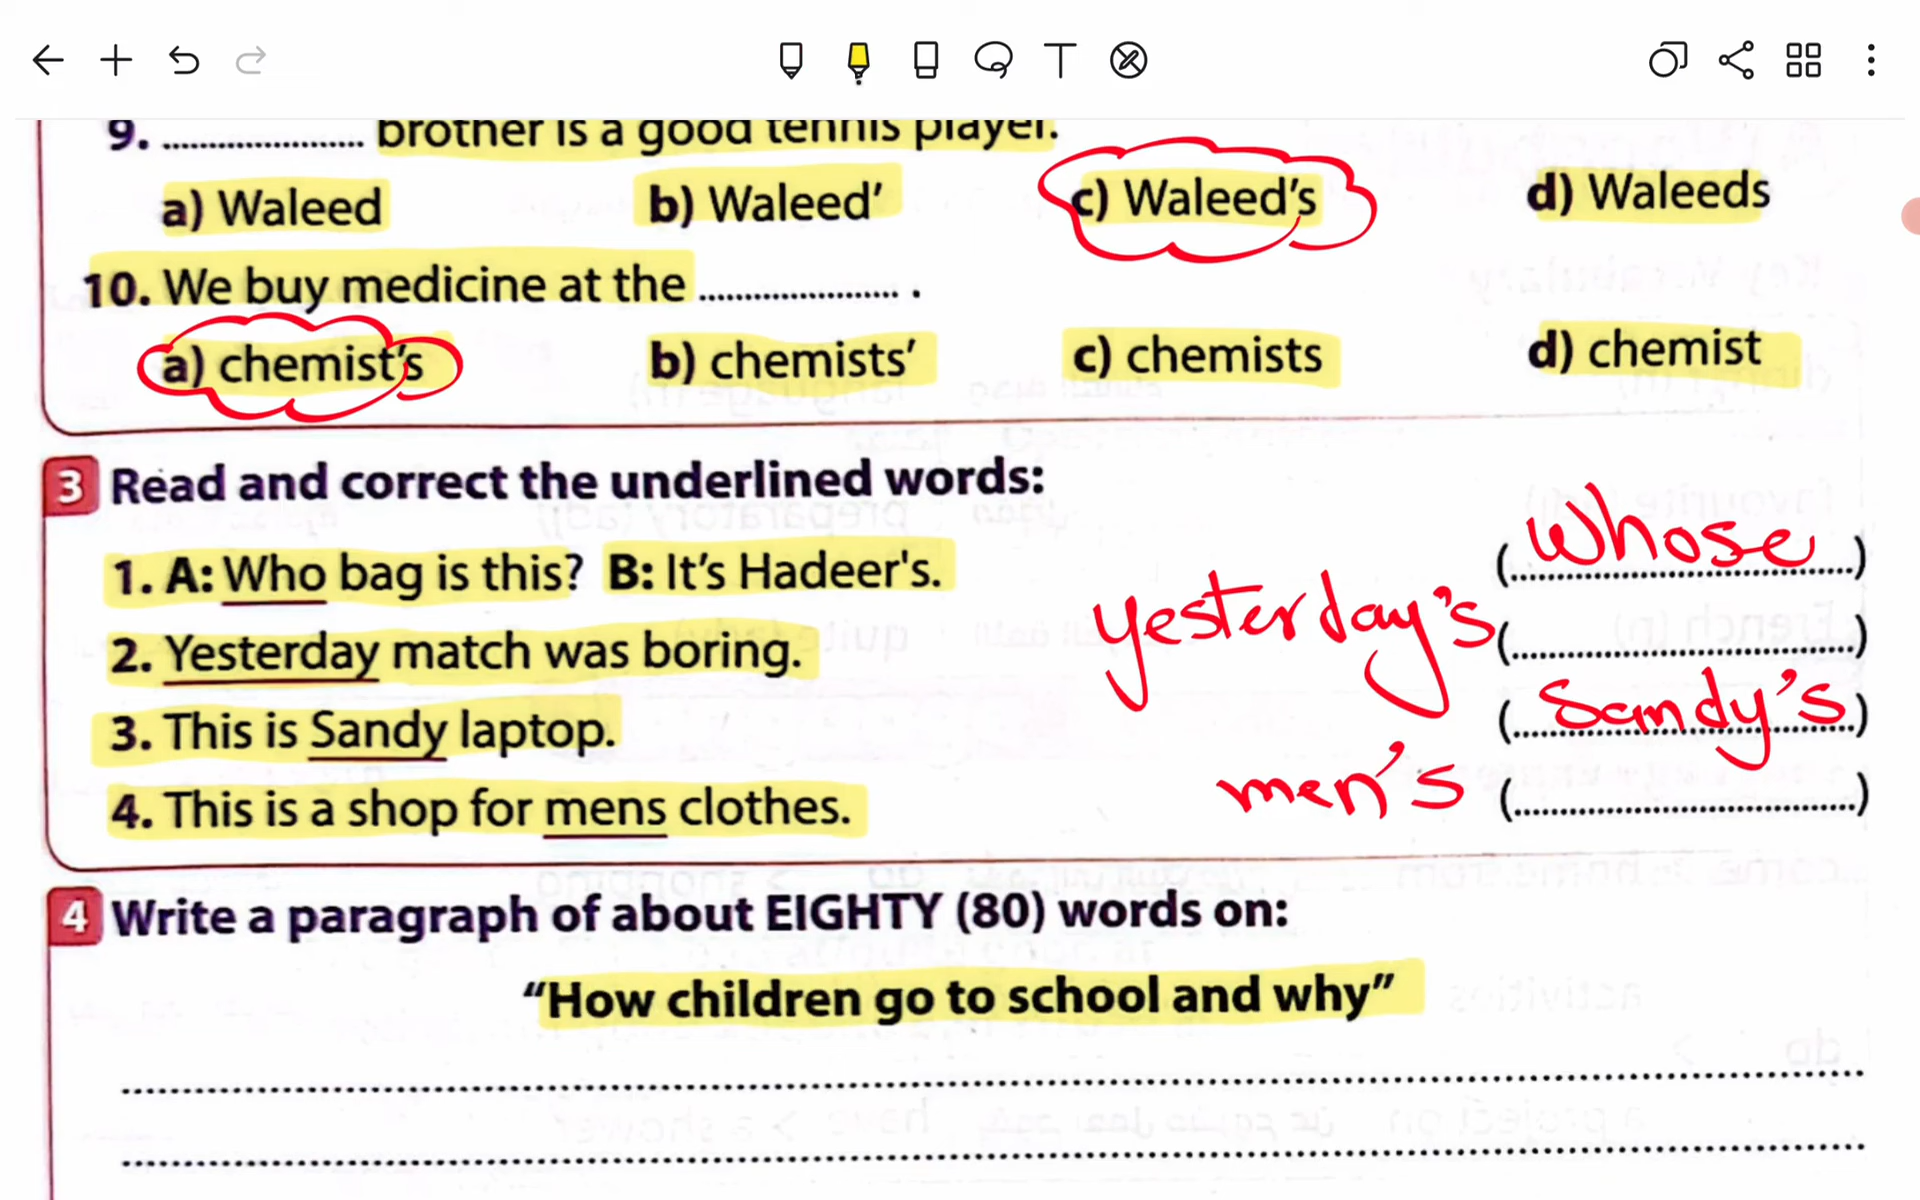 9. .................... brother is a good tennis player.
a) Waleed b) Waleed' c) Waleed's d) Waleeds
10. We buy medicine at the .................... .
a) chemist's b) chemists' c) chemists d) chemist
3 Read and correct the underlined words:
1. A: Who bag is this? B: It's Hadeer's. (whose)
2. Yesterday match was boring. yesterday's (....................)
3. This is Sandy laptop. (Sandy's)
4. This is a shop for mens clothes. men's (....................)
4 Write a paragraph of about EIGHTY (80) words on:
"How children go to school and why"